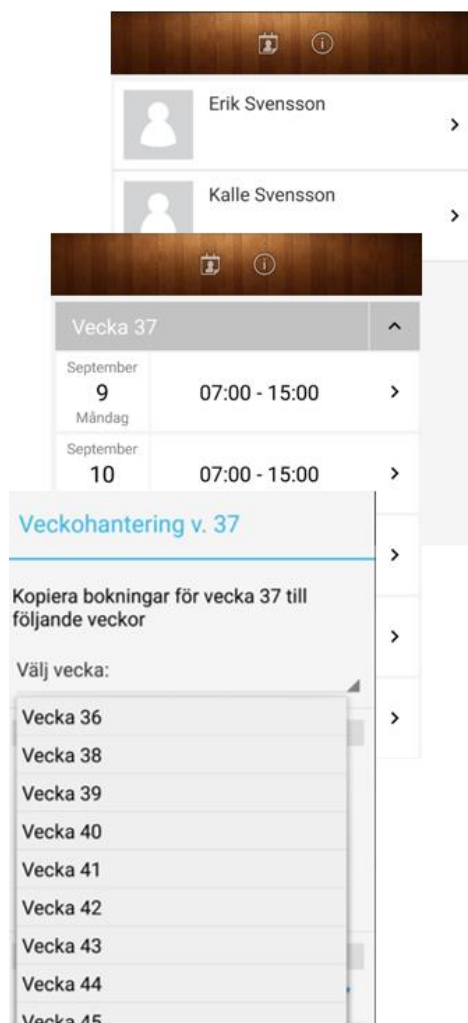 Erik Svensson
Kalle Svensson
Vecka 37
September
9
Måndag
07:00 - 15:00
September
10
07:00 - 15:00
Veckohantering v. 37
Kopiera bokningar för vecka 37 till
följande veckor
Välj vecka:
Vecka 36
Vecka 38
Vecka 39
Vecka 40
Vecka 41
Vecka 42
Vecka 43
Vecka 44
Vecka 45